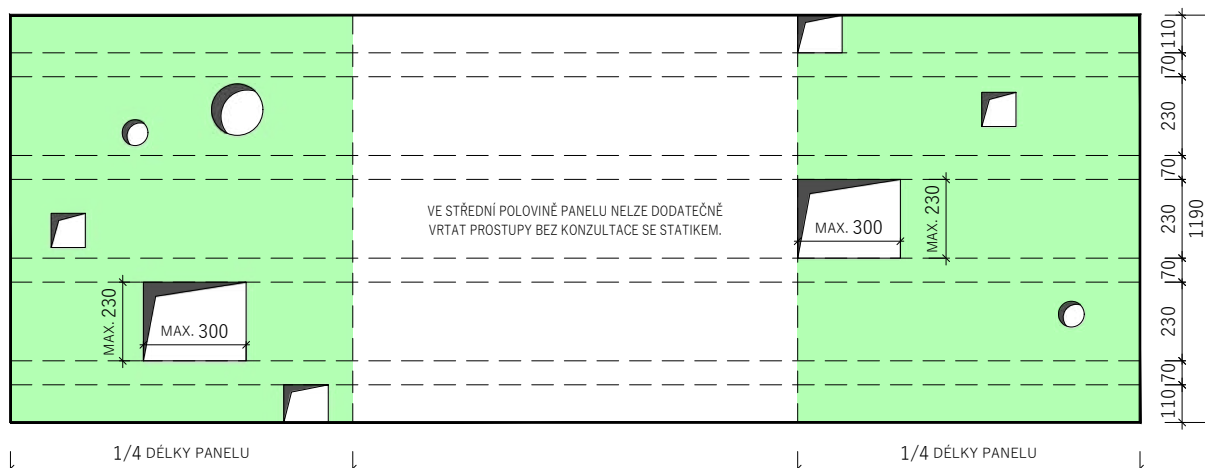 VE STŘEDNÍ POLOVINĚ PANELU NELZE DODATEČNĚ
VRTAT PROSTUPY BEZ KONZULTACE SE STATIKEM.
MAX. 230
MAX. 300
MAX. 300
MAX. 230
110
70
230
70
230
70
230
70
110
1190
1/4 DÉLKY PANELU
1/4 DÉLKY PANELU